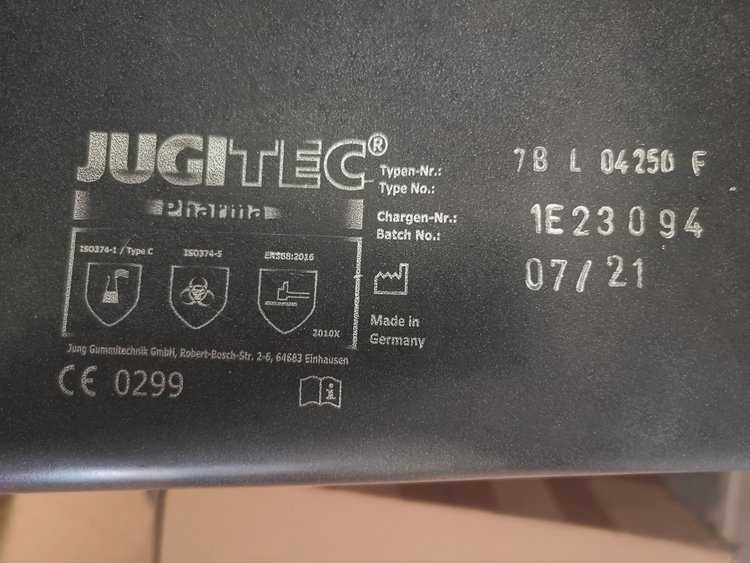 JUGITEC®
Pharma
Typen-Nr.: 7B L 04250 F
Type No.:
Chargen-Nr.: 1E23094
Batch No.:
07/21
ISO374-1 / Type C ISO374-5 EN388:2016
2010X
Made in
Germany
Jung Gummitechnik GmbH, Robert-Bosch-Str. 2-6, 64683 Einhausen
CE 0299
i